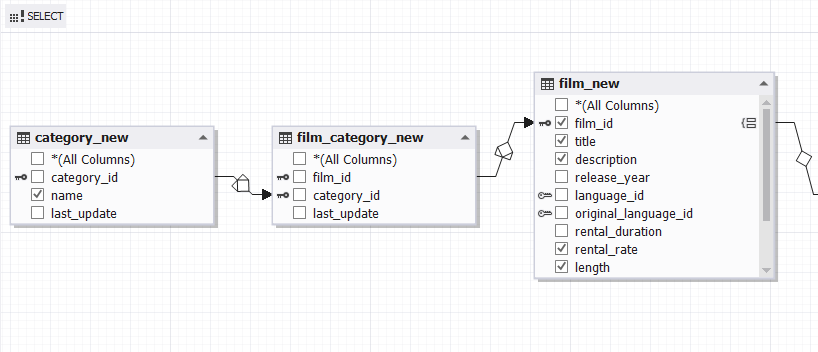 SELECT
category_new
*(All Columns)
category_id
name
last_update
film_category_new
*(All Columns)
film_id
category_id
last_update
film_new
*(All Columns)
film_id
title
description
release_year
language_id
original_language_id
rental_duration
rental_rate
length